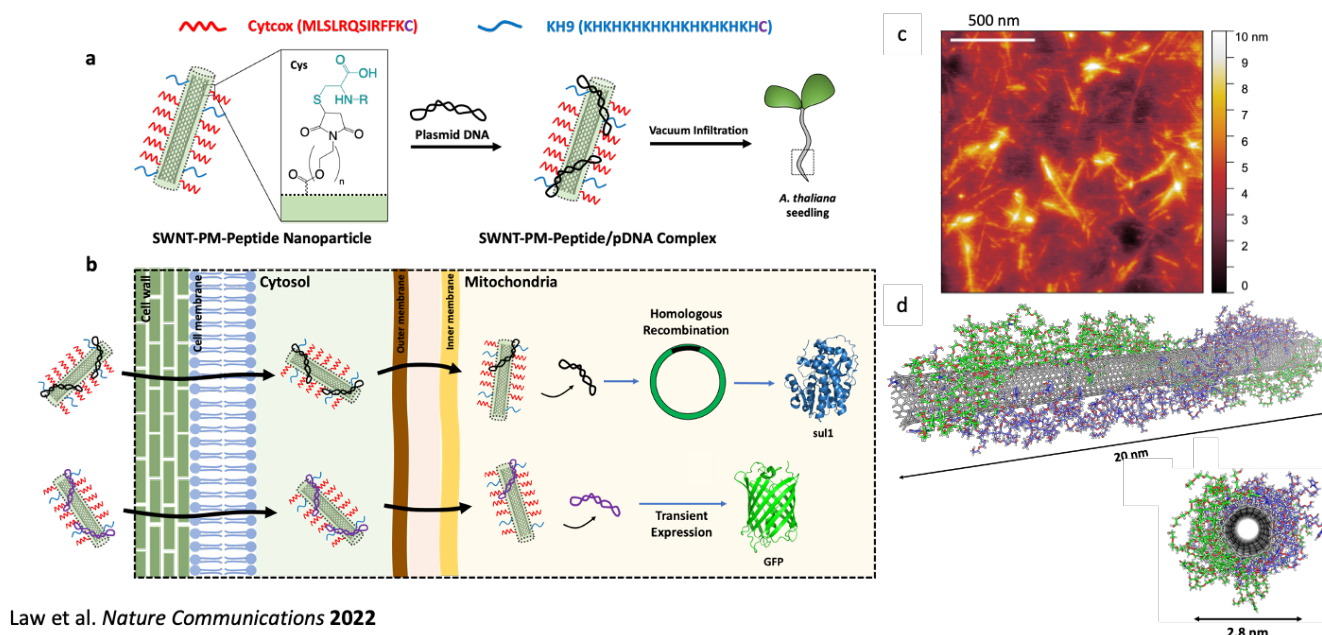 Cytcox (MLSLRQSIRFFKC)
KH9 (KHKHKHKHKHKHKHKHKHC)
a
Cys
O
OH
S
HN-R
O
N
O
O
O
n
Plasmid DNA
Vacuum Infiltration
A. thaliana
seedling
SWNT-PM-Peptide Nanoparticle
SWNT-PM-Peptide/pDNA Complex
b
Cell wall
Cell membrane
Cytosol
Outer membrane
Inner membrane
Mitochondria
Homologous
Recombination
sul1
Transient
Expression
GFP
c
500 nm
10 nm
9
8
7
6
5
4
3
2
1
0
d
20 nm
2.8 nm
Law et al. Nature Communications 2022